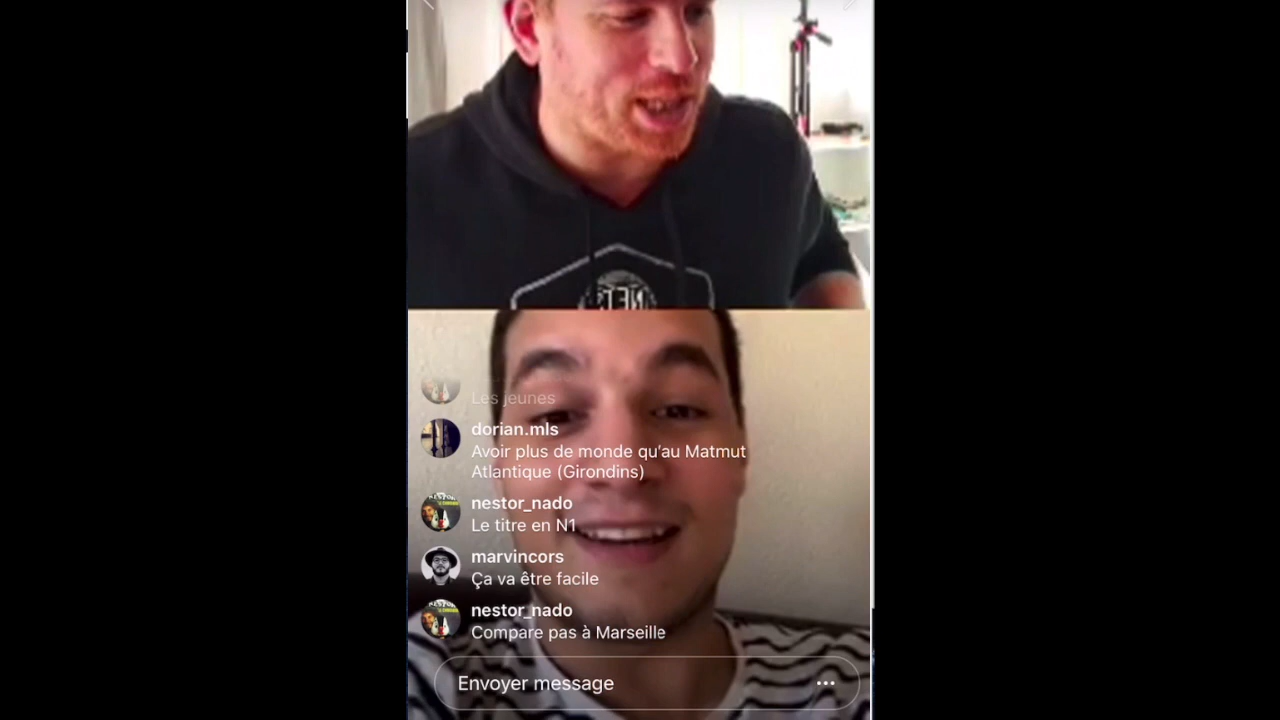 Les jeunes
dorian.mls
Avoir plus de monde qu'au Matmut
Atlantique (Girondins)
nestor_nado
Le titre en N1
marvincors
Ça va être facile
nestor_nado
Compare pas à Marseille
Envoyer message